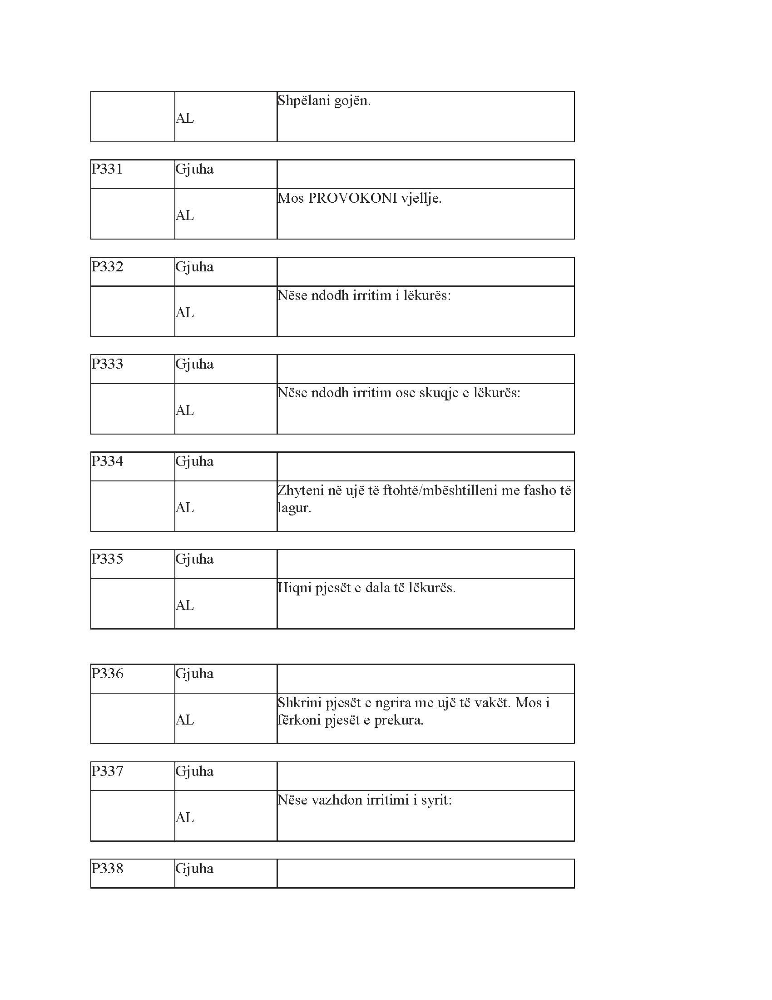 Shpëlani gojën.
AL
P331 Gjuha
Mos PROVOKONI vjellje.
AL
P332 Gjuha
Nëse ndodh irritim i lëkurës:
AL
P333 Gjuha
Nëse ndodh irritim ose skuqje e lëkurës:
AL
P334 Gjuha
Zhyteni në ujë të ftohtë/mbështilleni me fasho të
AL
lagur.
P335 Gjuha
Hiqni pjesët e dala të lëkurës.
AL
P336 Gjuha
Shkrini pjesët e ngrira me ujë të vakët. Mos i
AL
fërkoni pjesët e prekura.
P337 Gjuha
Nëse vazhdon irritimi i syrit:
AL
P338 Gjuha